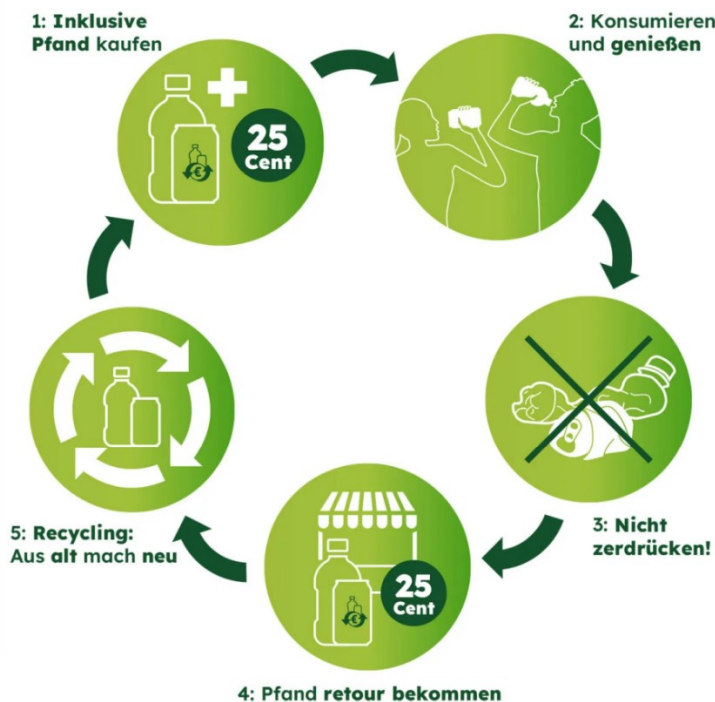 1: Inklusive
Pfand kaufen
25
Cent
€
2: Konsumieren
und genießen
3: Nicht
zerdrücken!
25
Cent
€
4: Pfand retour bekommen
5: Recycling:
Aus alt mach neu